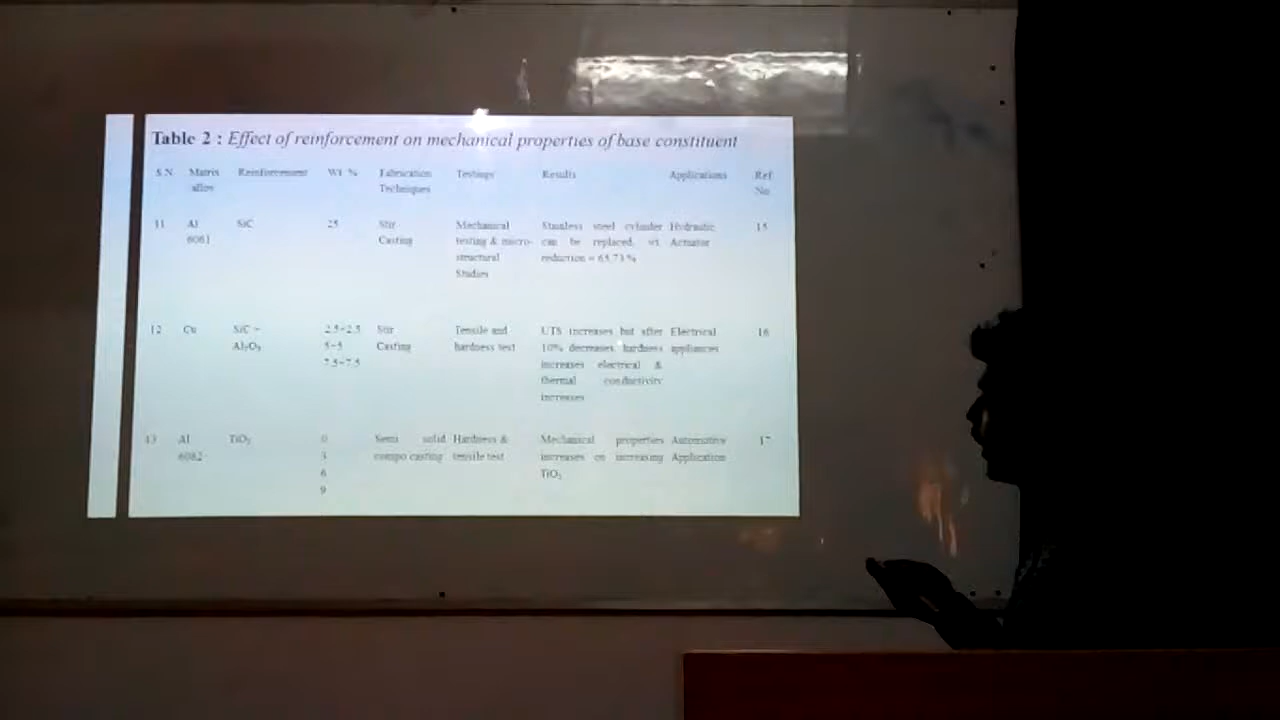 Table 2 : Effect of reinforcement on mechanical properties of base constituent
S.N Matrix Reinforcement Wt % Fabrication Testings Results Applications Ref
alloy Techniques No
11 Al SiC 25 Stir Mechanical Stainless steel cylinder Hydraulic 15
6061 Casting testing & micro- can be replaced, wt Actuator
structural reduction = 65.73 %
Studies
12 Cu SiC + 2.5+2.5 Stir Tensile and UTS increases but after Electrical 16
Al2O3 5+5 Casting hardness test 10% decreases, hardness appliances
7.5+7.5 increases electrical &
thermal conductivity
increases
13 Al TiO2 0 Semi solid Hardness & Mechanical properties Automotive 17
6082 3 compo casting tensile test increases on increasing Application
6 TiO2
9